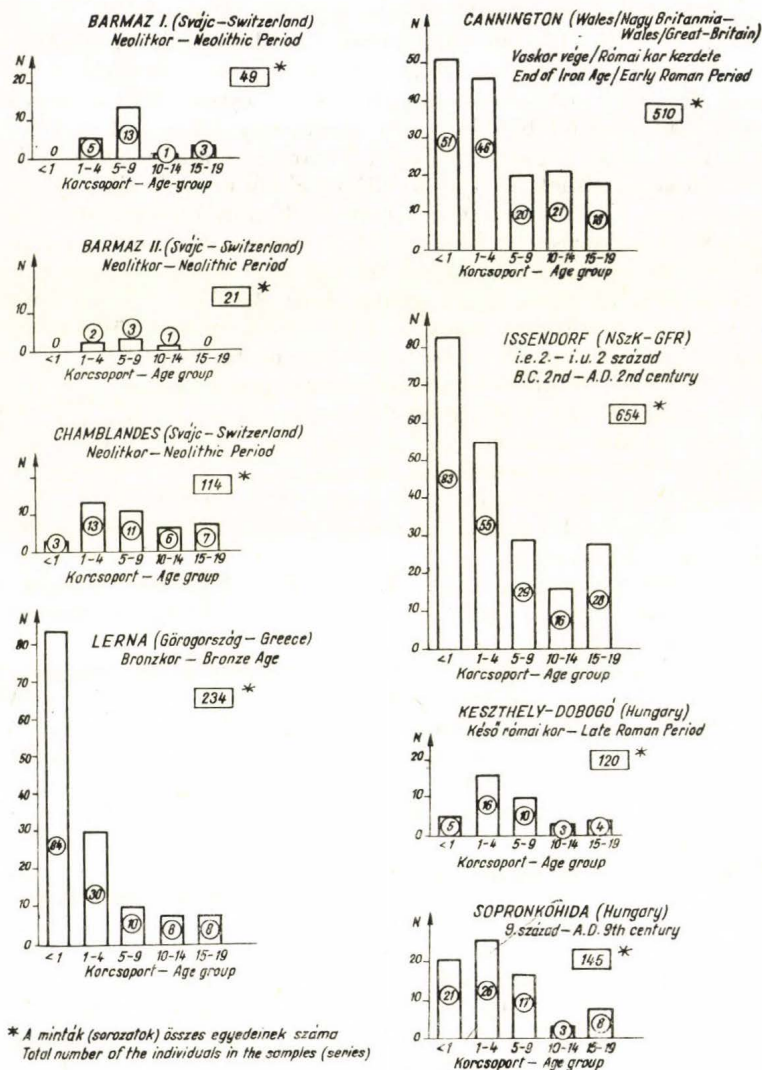 BARMAZ I. (Svájc–Switzerland)
Neolitkor – Neolithic Period
N
49 *
20
10
0
0
5
13
1
3
<1 1-4 5-9 10-14 15-19
Korcsoport – Age-group
BARMAZ II. (Svájc – Switzerland)
Neolitkor – Neolithic Period
N
21 *
10
0
0
2
3
1
0
<1 1-4 5-9 10-14 15-19
Korcsoport – Age group
CHAMBLANDES (Svájc – Switzerland)
Neolitkor – Neolithic Period
N
114 *
10
0
3
13
11
6
7
<1 1-4 5-9 10-14 15-19
Korcsoport – Age group
LERNA (Görogország – Greece)
Bronzkor – Bronze Age
N
234 *
80
70
60
50
40
30
20
10
0
84
30
10
8
8
<1 1-4 5-9 10-14 15-19
Korcsoport – Age group
* A minták (sorozatok) összes egyedeinek száma
Total number of the individuals in the samples (series)
CANNINGTON (Wales/Nagy Britannia–
Wales/Great-Britain)
Vaskor vége/Római kor kezdete
End of Iron Age/Early Roman Period
N
510 *
50
40
30
20
10
0
51
46
20
21
18
<1 1-4 5-9 10-14 15-19
Korcsoport – Age group
ISSENDORF (NSzK-GFR)
i.e.2. – i.u. 2 század
B.C. 2nd – A.D. 2nd century
N
654 *
80
70
60
50
40
30
20
10
0
83
55
29
16
28
<1 1-4 5-9 10-14 15-19
Korcsoport – Age group
KESZTHELY-DOBOGÓ (Hungary)
Késő római kor – Late Roman Period
N
120 *
20
10
0
5
16
10
3
4
<1 1-4 5-9 10-14 15-19
Korcsoport – Age group
SOPRONKŐHIDA (Hungary)
9. század – A.D. 9th century
N
145 *
30
20
10
0
21
26
17
3
8
<1 1-4 5-9 10-14 15-19
Korcsoport – Age group